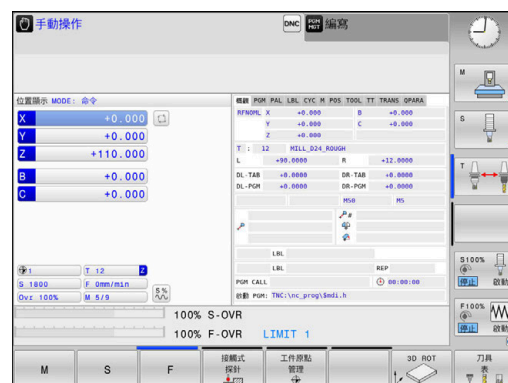 手動操作
DNC
PGM MGT 編寫
位置顯示 MODE: 命令
X +0.000
Y +0.000
Z +110.000
B +0.000
C +0.000
1 T 12 Z
S 1800 F 0mm/min
Ovr 100% M 5/9
S %
概觀 PGM PAL LBL CYC M POS TOOL TT TRANS QPARA
RFNOML X +0.000 B +0.000
Y +0.000 C +0.000
Z +0.000
T : 12 MILL_D24_ROUGH
L +90.0000 R +12.0000
DL-TAB +0.0000 DR-TAB +0.0000
DL-PGM +0.0000 DR-PGM +0.0000
M50 M5
P #
LBL
LBL REP
PGM CALL 00:00:00
啟動 PGM: TNC:\nc_prog\$mdi.h
100% S-OVR
100% F-OVR LIMIT 1
M
S
F
接觸式
探針
工件原點
管理
3D ROT
刀具
表
M
S
T
S100%
停止 啟動
F100%
停止 啟動